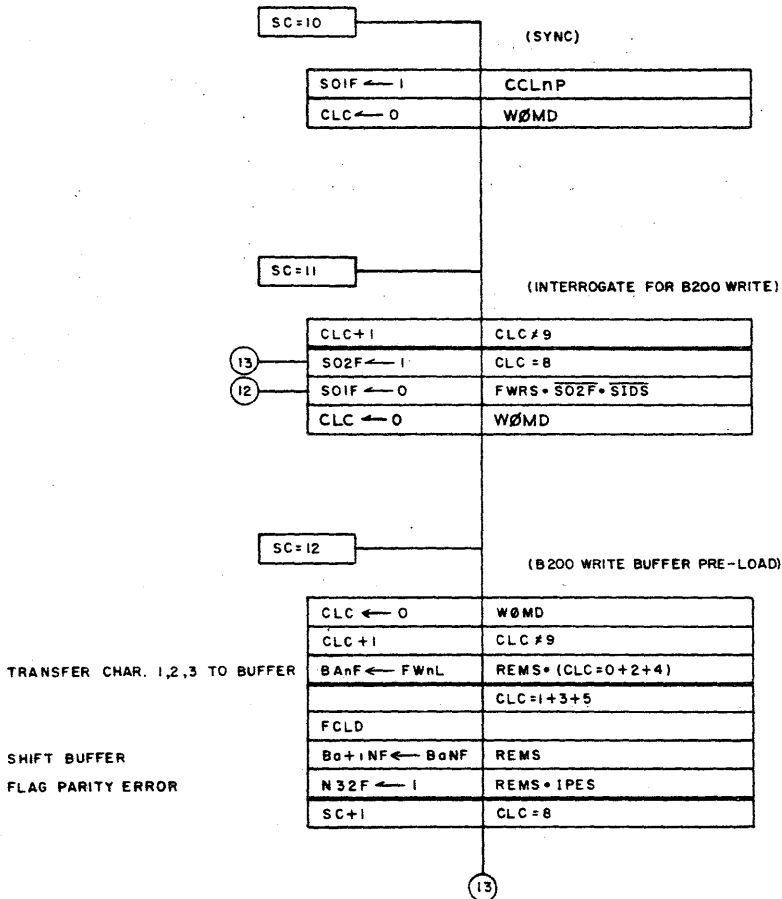 SC=10
(SYNC)
SO1F ← 1 CCLnP
CLC ← 0 WØMD
SC=11
(INTERROGATE FOR B200 WRITE)
CLC+1 CLC≠9
13 SO2F ← 1 CLC=8
12 SO1F ← 0 FWRS•S̅O̅2̅F̅•S̅I̅D̅S̅
CLC ← 0 WØMD
SC=12
(B200 WRITE BUFFER PRE-LOAD)
CLC ← 0 WØMD
CLC+1 CLC≠9
TRANSFER CHAR. 1,2,3 TO BUFFER BAnF ← FWnL REMS•(CLC=0+2+4)
CLC=1+3+5
FCLD
SHIFT BUFFER Ba+1NF ← BaNF REMS
FLAG PARITY ERROR N32F ← 1 REMS•IPES
SC+1 CLC=8
13